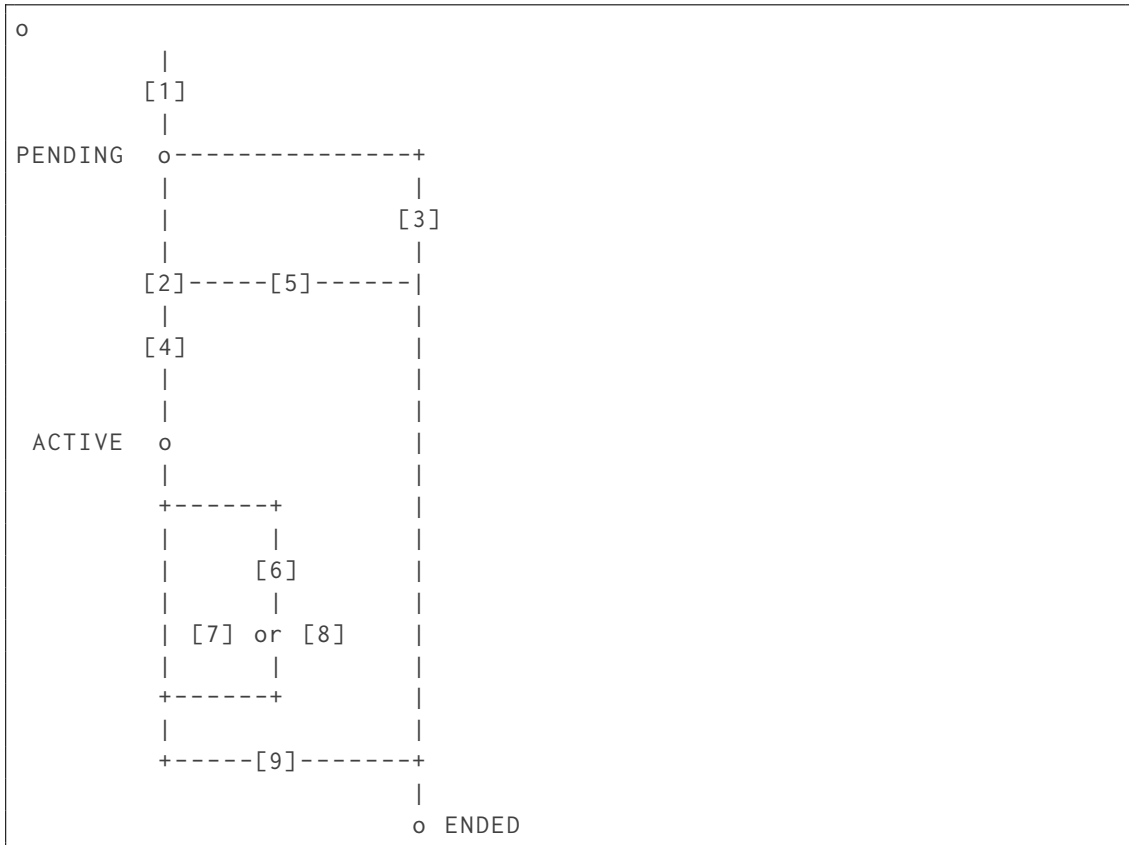 o
         |
        [1]
         |
PENDING  o---------------+
         |               |
         |              [3]
         |               |
        [2]-----[5]------|
         |               |
        [4]              |
         |               |
         |               |
 ACTIVE  o               |
         |               |
         +------+        |
         |      |        |
         |     [6]       |
         |      |        |
         | [7] or [8]    |
         |      |        |
         +------+        |
         |               |
         +-----[9]-------+
                         |
                         o ENDED